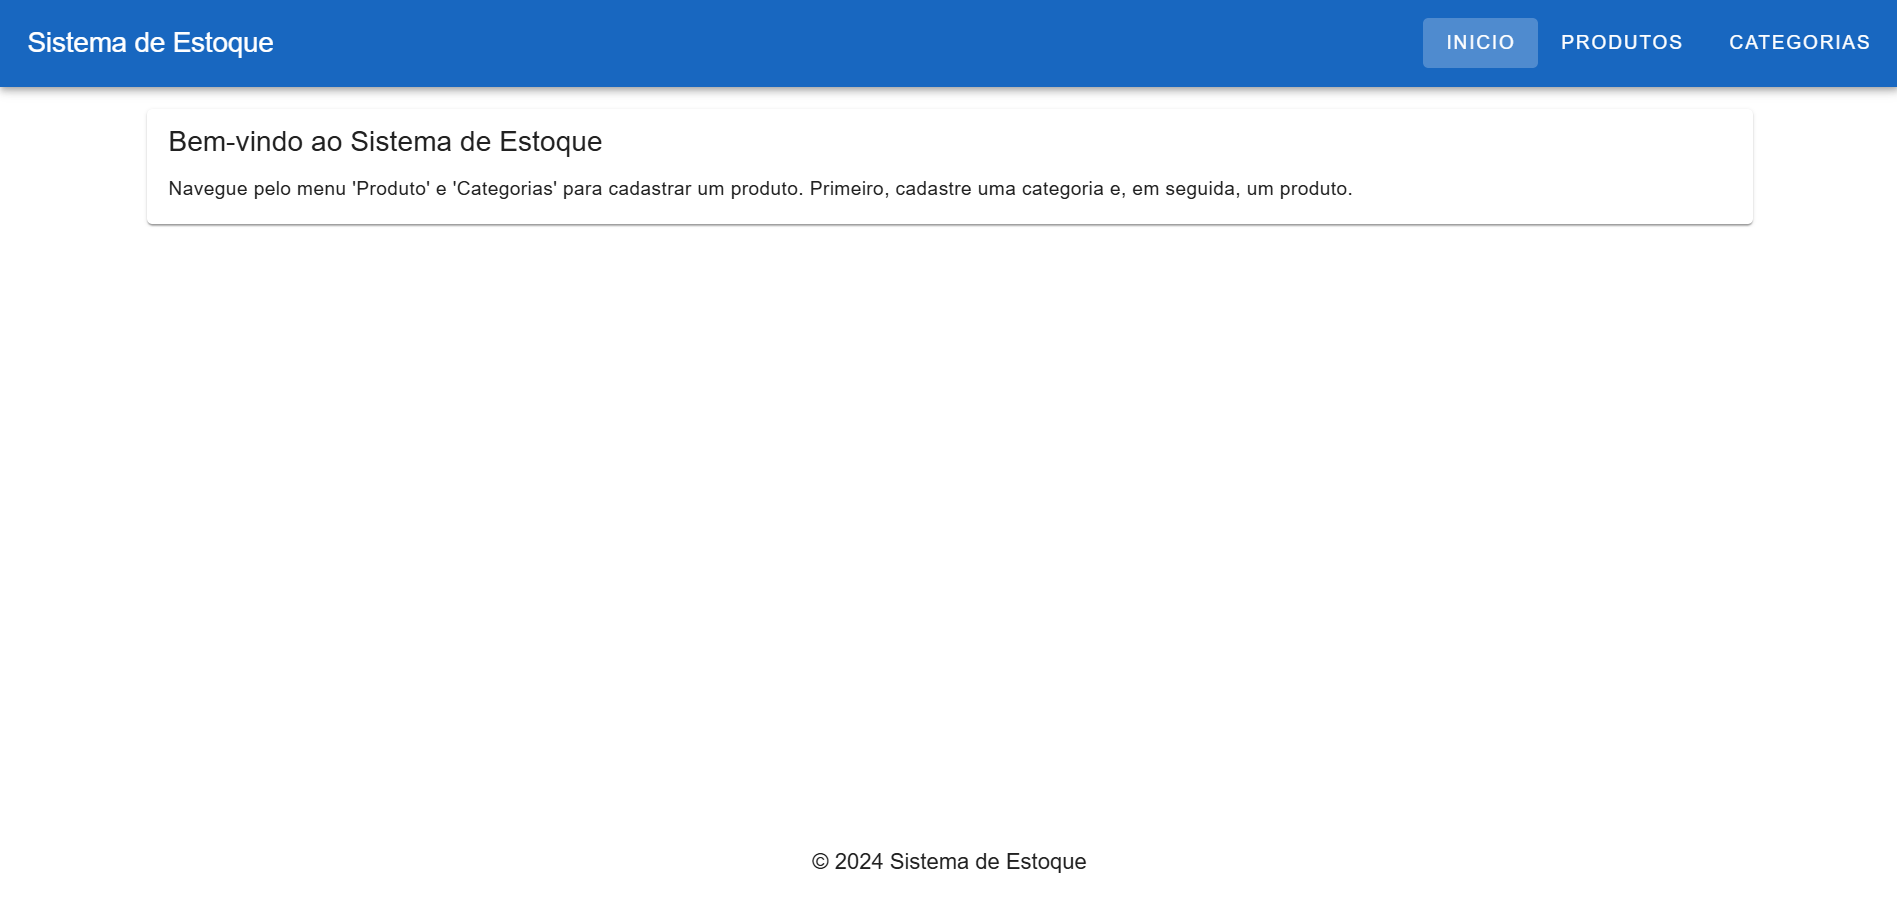 Sistema de Estoque
INICIO
PRODUTOS
CATEGORIAS
Bem-vindo ao Sistema de Estoque
Navegue pelo menu 'Produto' e 'Categorias' para cadastrar um produto. Primeiro, cadastre uma categoria e, em seguida, um produto.
© 2024 Sistema de Estoque